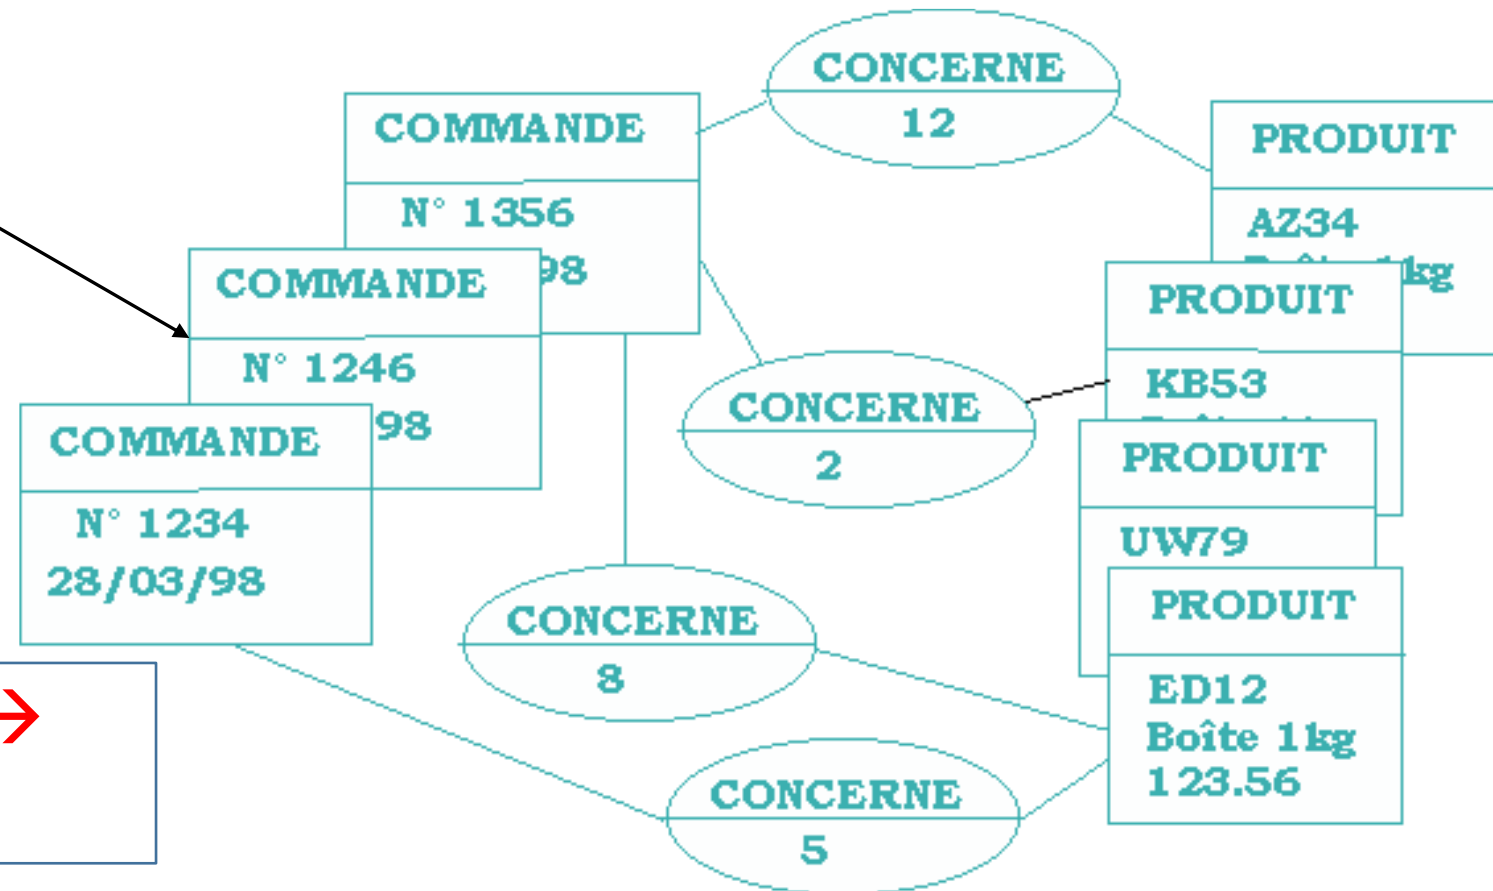 CONCERNE
12
COMMANDE
N° 1356
98
PRODUIT
AZ34
1kg
COMMANDE
N° 1246
98
PRODUIT
KB53
CONCERNE
2
COMMANDE
N° 1234
28/03/98
PRODUIT
UW79
CONCERNE
8
PRODUIT
ED12
Boîte 1kg
123.56
CONCERNE
5
→